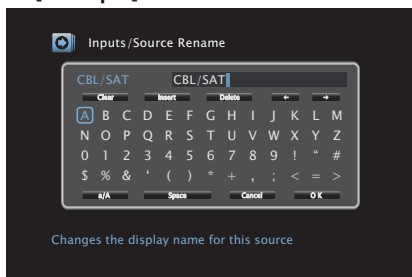 Inputs/Source Rename
CBL/SAT CBL/SAT
Clear Insert Delete ← →
A B C D E F G H I J K L M
N O P Q R S T U V W X Y Z
0 1 2 3 4 5 6 7 8 9 ! “ #
$ % & ‘ ( ) * + , ; < = >
a/A Space Cancel OK
Changes the display name for this source